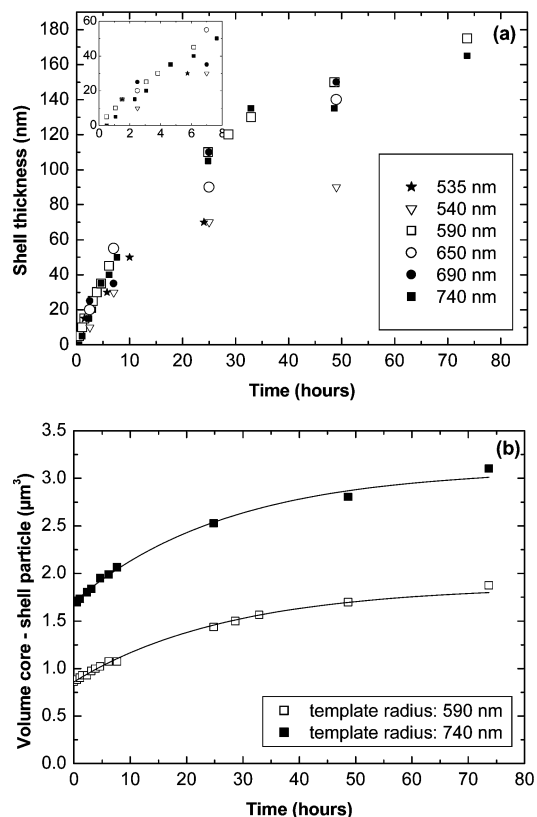 (a)
60
40
20
0
0 2 4 6 8
180
160
140
120
100
80
60
40
20
0
Shell thickness (nm)
535 nm
540 nm
590 nm
650 nm
690 nm
740 nm
0 10 20 30 40 50 60 70 80
Time (hours)
(b)
3.5
3.0
2.5
2.0
1.5
1.0
0.5
0.0
Volume core - shell particle (µm³)
template radius: 590 nm
template radius: 740 nm
0 10 20 30 40 50 60 70 80
Time (hours)